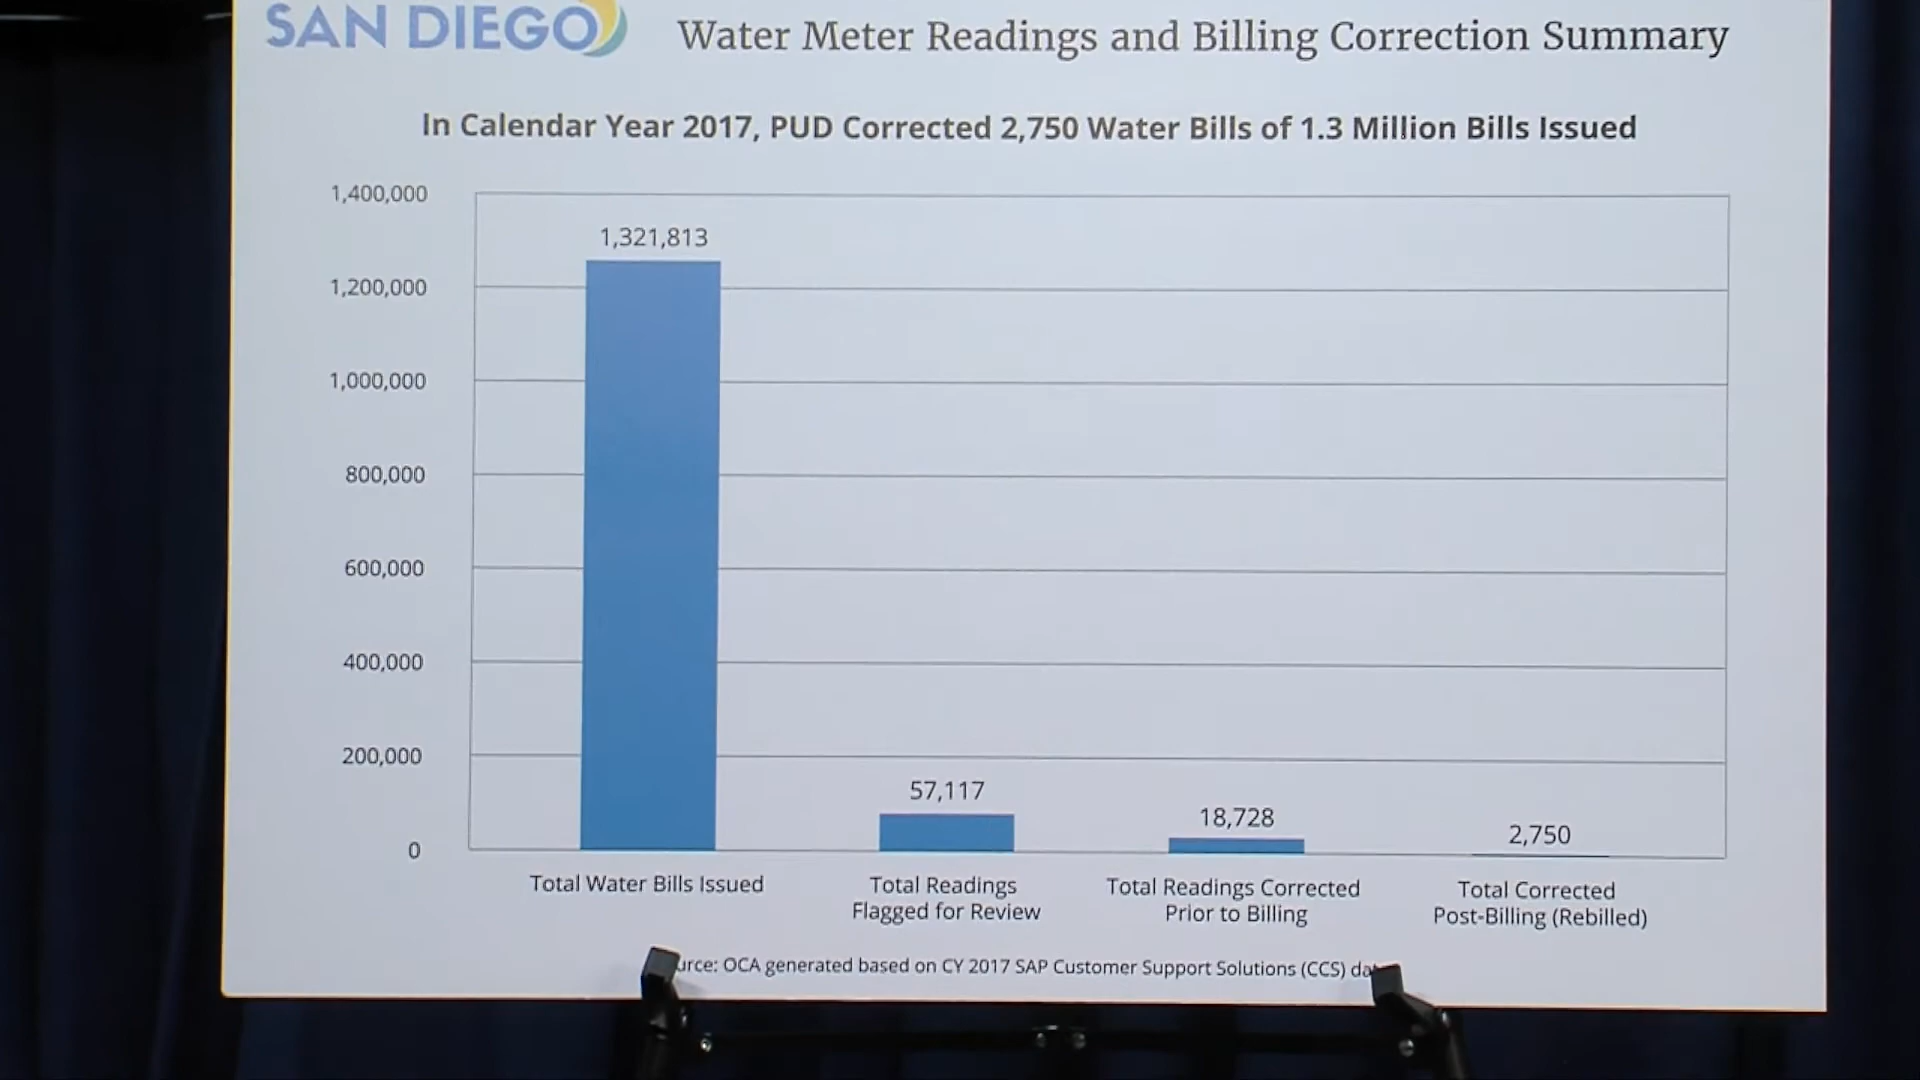 SAN DIEGO
Water Meter Readings and Billing Correction Summary
In Calendar Year 2017, PUD Corrected 2,750 Water Bills of 1.3 Million Bills Issued
1,400,000
1,321,813
1,200,000
1,000,000
800,000
600,000
400,000
200,000
57,117
18,728
2,750
0
Total Water Bills Issued
Total Readings
Flagged for Review
Total Readings Corrected
Prior to Billing
Total Corrected
Post-Billing (Rebilled)
OCA generated based on CY 2017 SAP Customer Support Solutions (CCS)